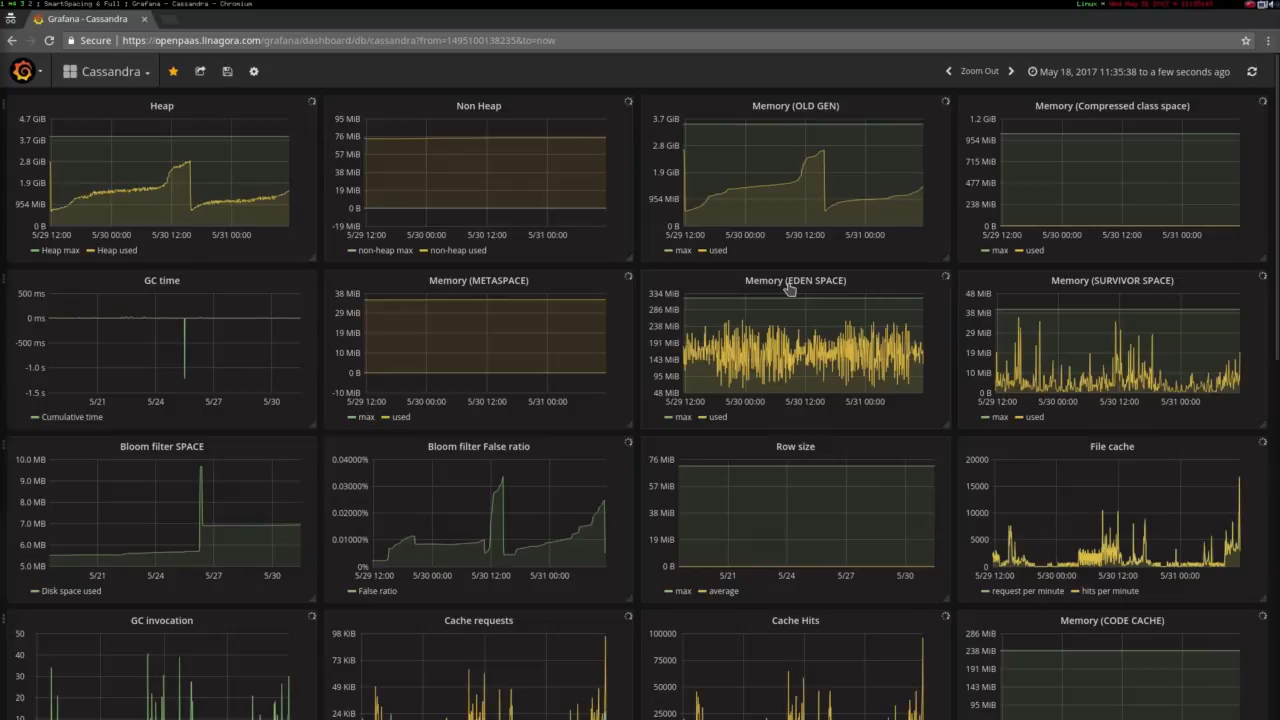 1 *4 3 2 ; SmartSpacing 6 Full ; Grafana - Cassandra - Chromium
Linux
Grafana - Cassandra
Secure
https://openpaas.linagora.com/grafana/dashboard/db/cassandra?from=1495100138235&to=now
Cassandra
Zoom Out
May 18, 2017 11:35:38 to a few seconds ago
Heap
4.7 GiB
3.7 GiB
2.8 GiB
1.9 GiB
954 MiB
0 B
5/29 12:00 5/30 00:00 5/30 12:00 5/31 00:00
Heap max Heap used
Non Heap
95 MiB
76 MiB
57 MiB
38 MiB
19 MiB
0 B
-19 MiB
5/29 12:00 5/30 00:00 5/30 12:00 5/31 00:00
non-heap max non-heap used
Memory (OLD GEN)
3.7 GiB
2.8 GiB
1.9 GiB
954 MiB
0 B
5/29 12:00 5/30 00:00 5/30 12:00 5/31 00:00
max used
Memory (Compressed class space)
1.2 GiB
954 MiB
715 MiB
477 MiB
238 MiB
0 B
5/29 12:00 5/30 00:00 5/30 12:00 5/31 00:00
max used
GC time
500 ms
0 ms
-500 ms
-1.0 s
-1.5 s
5/21 5/24 5/27 5/30
Cumulative time
Memory (METASPACE)
38 MiB
29 MiB
19 MiB
10 MiB
0 B
-10 MiB
5/29 12:00 5/30 00:00 5/30 12:00 5/31 00:00
max used
Memory (EDEN SPACE)
334 MiB
286 MiB
238 MiB
191 MiB
143 MiB
95 MiB
48 MiB
5/29 12:00 5/30 00:00 5/30 12:00 5/31 00:00
max used
Memory (SURVIVOR SPACE)
48 MiB
38 MiB
29 MiB
19 MiB
10 MiB
0 B
5/29 12:00 5/30 00:00 5/30 12:00 5/31 00:00
max used
Bloom filter SPACE
10.0 MB
9.0 MB
8.0 MB
7.0 MB
6.0 MB
5.0 MB
5/21 5/24 5/27 5/30
Disk space used
Bloom filter False ratio
0.04000%
0.03000%
0.02000%
0.01000%
0%
5/29 12:00 5/30 00:00 5/30 12:00 5/31 00:00
False ratio
Row size
76 MiB
57 MiB
38 MiB
19 MiB
0 B
5/21 5/24 5/27 5/30
max average
File cache
20000
15000
10000
5000
0
5/29 12:00 5/30 00:00 5/30 12:00 5/31 00:00
request per minute hits per minute
GC invocation
50
40
30
20
10
Cache requests
98 KiB
73 KiB
49 KiB
24 KiB
Cache Hits
100000
75000
50000
25000
Memory (CODE CACHE)
286 MiB
238 MiB
191 MiB
143 MiB
95 MiB